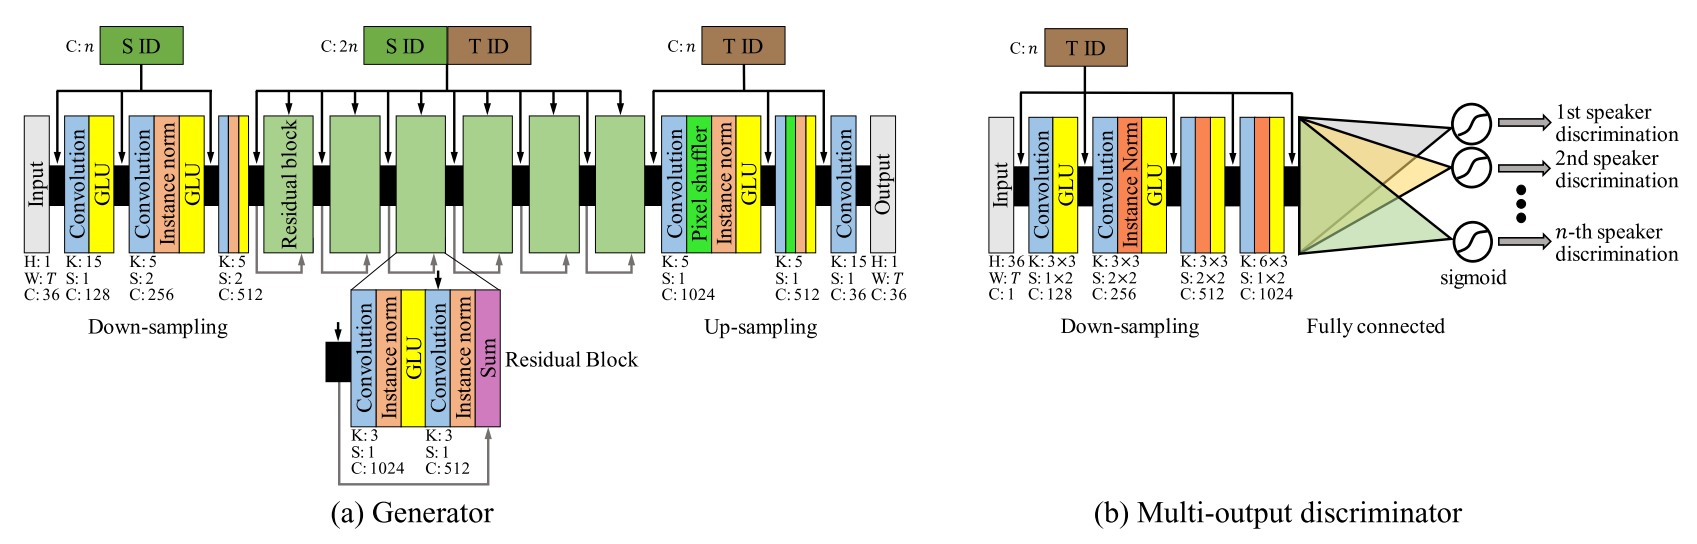 C: n
S ID
C: 2n
S ID
T ID
C: n
T ID
Input
Convolution
GLU
Convolution
Instance norm
GLU
Residual block
Convolution
Pixel shuffler
Instance norm
GLU
Convolution
Output
H: 1
W: T
C: 36
K: 15
S: 1
C: 128
K: 5
S: 2
C: 256
K: 5
S: 2
C: 512
K: 5
S: 1
C: 1024
K: 5
S: 1
C: 512
K: 15
S: 1
C: 36
H: 1
W: T
C: 36
Down-sampling
Up-sampling
Convolution
Instance norm
GLU
Convolution
Instance norm
Sum
Residual Block
K: 3
S: 1
C: 1024
K: 3
S: 1
C: 512
(a) Generator
C: n
T ID
Input
Convolution
GLU
Convolution
Instance Norm
GLU
H: 36
W: T
C: 1
K: 3×3
S: 1×2
C: 128
K: 3×3
S: 2×2
C: 256
K: 3×3
S: 2×2
C: 512
K: 6×3
S: 1×2
C: 1024
Down-sampling
Fully connected
sigmoid
1st speaker
discrimination
2nd speaker
discrimination
n-th speaker
discrimination
(b) Multi-output discriminator